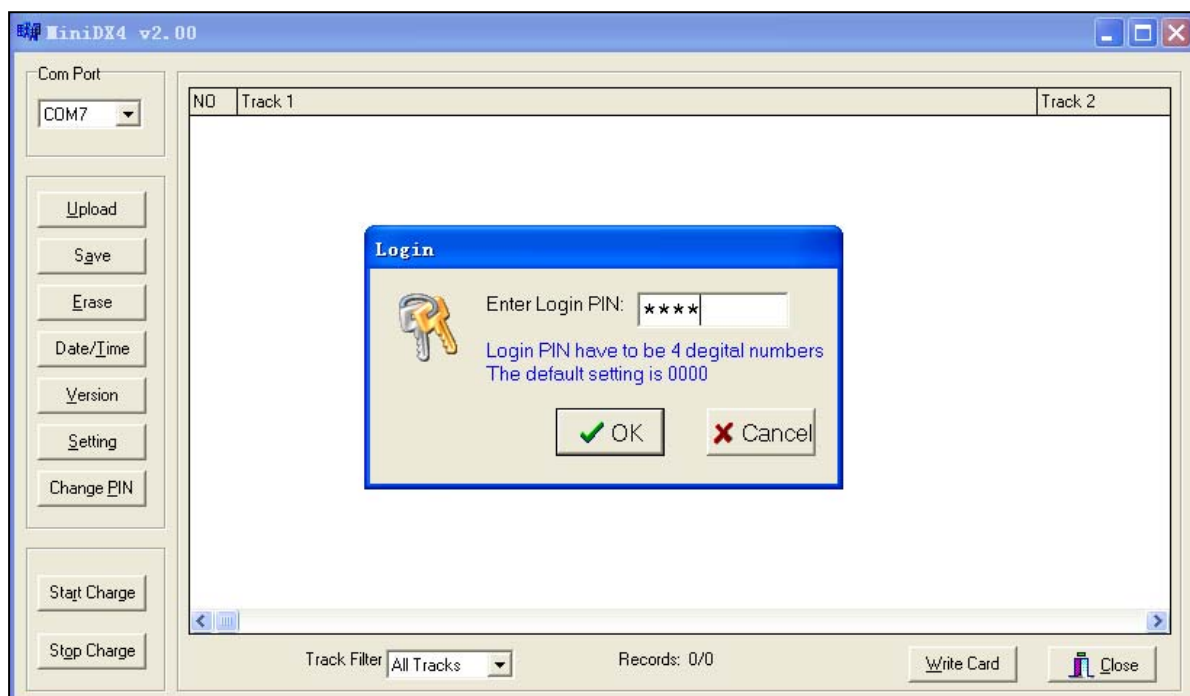 MiniDX4 v2.00
Com Port
COM7
NO Track 1 Track 2
Upload
Save
Erase
Date/Time
Version
Setting
Change PIN
Login
Enter Login PIN: ****
Login PIN have to be 4 degital numbers
The default setting is 0000
OK Cancel
Start Charge
Stop Charge
Track Filter All Tracks Records: 0/0 Write Card Close